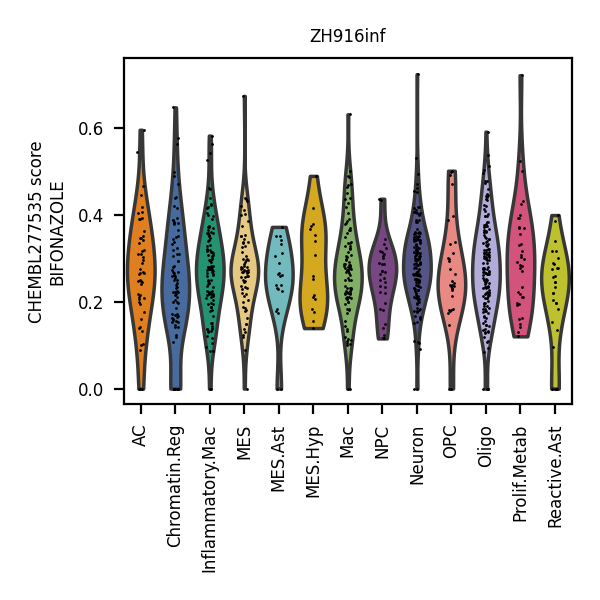 ZH916inf
CHEMBL277535 score
BIFONAZOLE
0.6
0.4
0.2
0.0
AC
Chromatin.Reg
Inflammatory.Mac
MES
MES.Ast
MES.Hyp
Mac
NPC
Neuron
OPC
Oligo
Prolif.Metab
Reactive.Ast